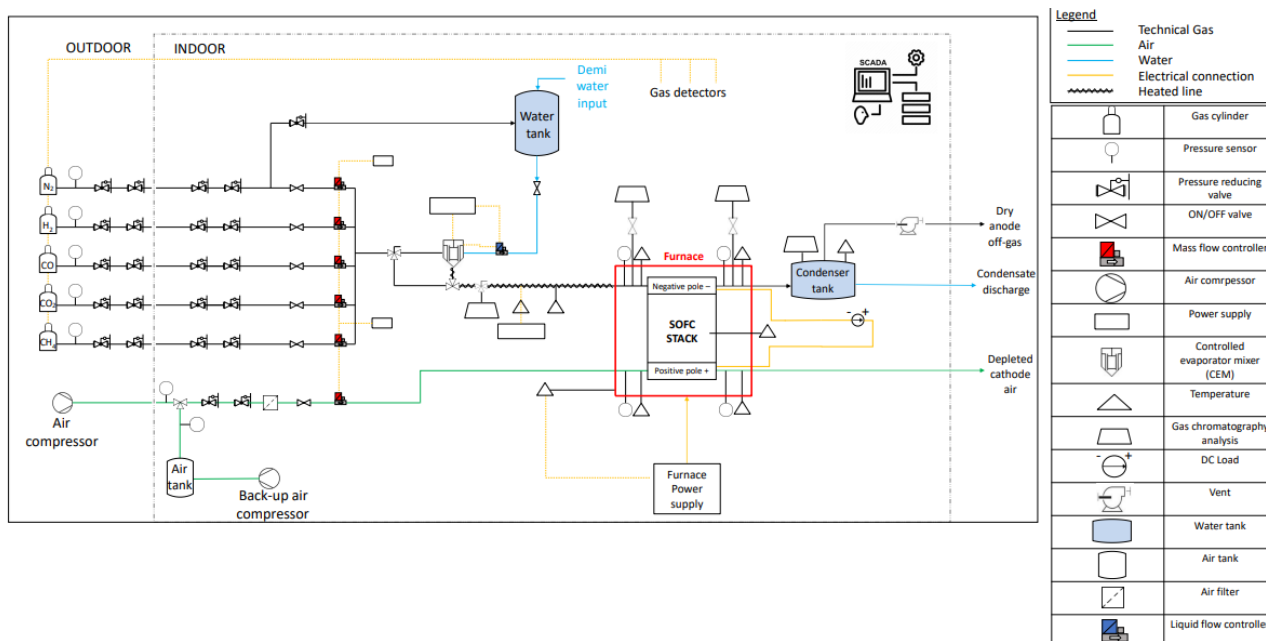 OUTDOOR
INDOOR
SCADA
Demi
water
input
Gas detectors
Water
tank
N₂
H₂
CO
CO₂
CH₄
Furnace
Negative pole –
SOFC
STACK
Positive pole +
- +
Condenser
tank
Dry
anode
off-gas
Condensate
discharge
Depleted
cathode
air
Air
compressor
Air
tank
Back-up air
compressor
Furnace
Power
supply
Legend
Technical Gas
Air
Water
Electrical connection
Heated line
Gas cylinder
Pressure sensor
Pressure reducing
valve
ON/OFF valve
Mass flow controller
Air comrpessor
Power supply
Controlled
evaporator mixer
(CEM)
Temperature
Gas chromatography
analysis
- +
DC Load
Vent
Water tank
Air tank
Air filter
Liquid flow controller